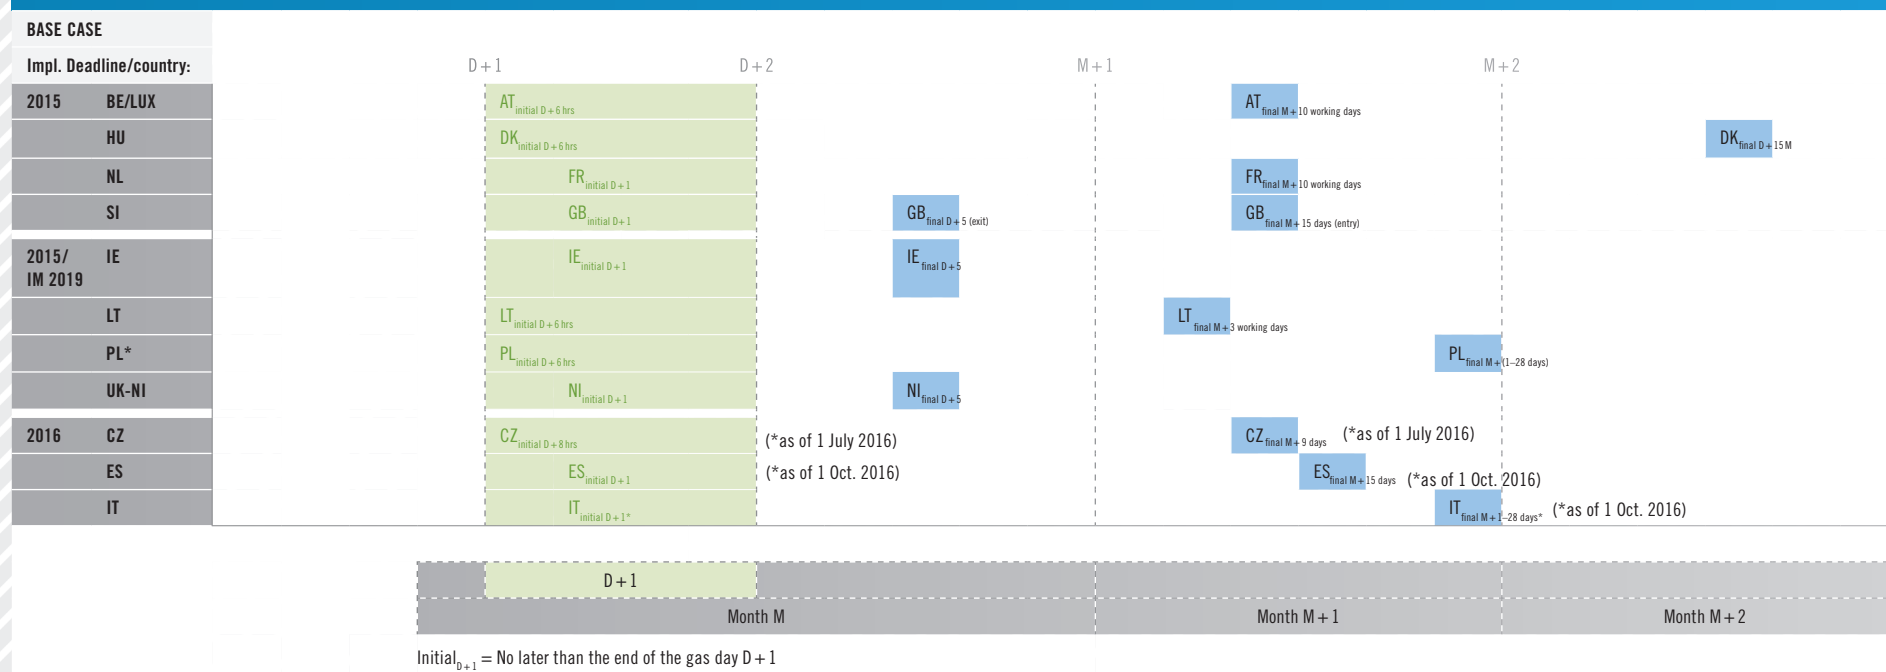 BASE CASE
Impl. Deadline/country: D+1 D+2 M+1 M+2
2015 BE/LUX AT initial D+6 hrs AT final M+10 working days
HU DK initial D+6 hrs DK final D+15 M
NL FR initial D+1 FR final M+10 working days
SI GB initial D+1 GB final D+5 (exit) GB final M+15 days (entry)
2015/ IE IE initial D+1 IE final D+5
IM 2019
LT LT initial D+6 hrs LT final M+3 working days
PL* PL initial D+6 hrs PL final M+(1–28 days)
UK-NI NI initial D+1 NI final D+5
2016 CZ CZ initial D+8 hrs (*as of 1 July 2016) CZ final M+9 days (*as of 1 July 2016)
ES ES initial D+1 (*as of 1 Oct. 2016) ES final M+15 days (*as of 1 Oct. 2016)
IT IT initial D+1* IT final M+1–28 days* (*as of 1 Oct. 2016)
D+1
Month M Month M+1 Month M+2
Initial D+1 = No later than the end of the gas day D+1